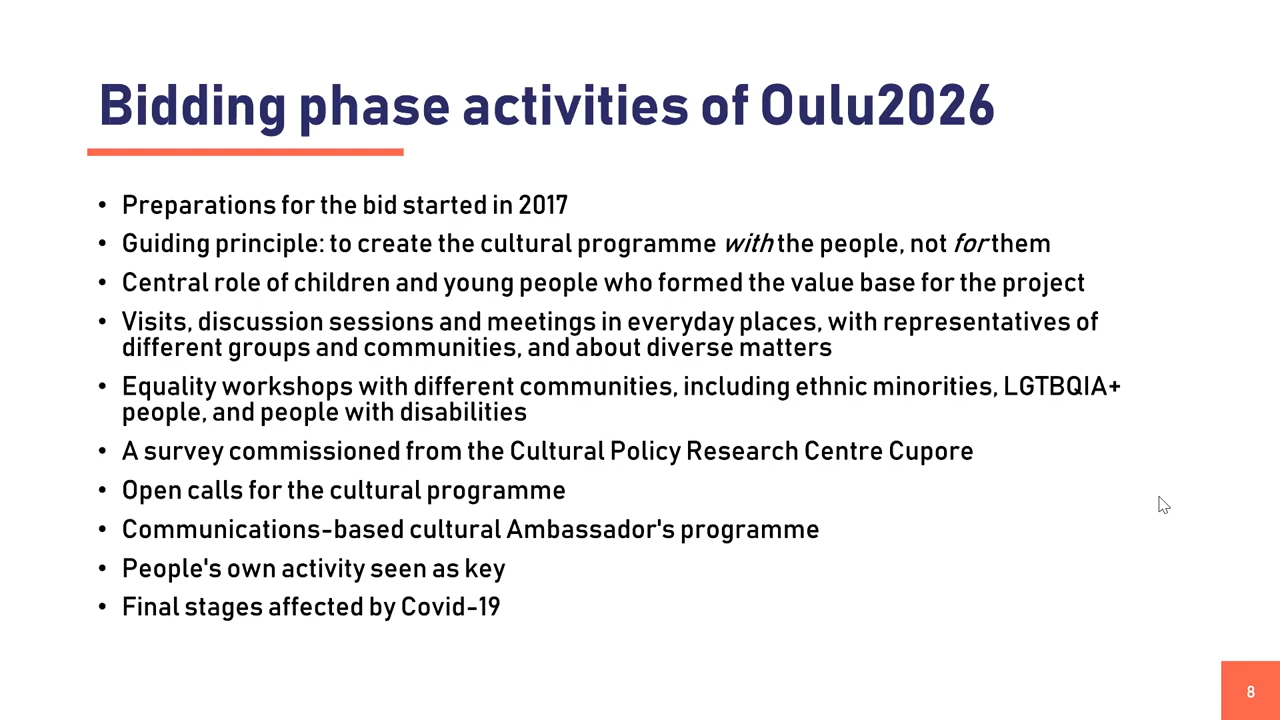 Bidding phase activities of Oulu2026
• Preparations for the bid started in 2017
• Guiding principle: to create the cultural programme with the people, not for them
• Central role of children and young people who formed the value base for the project
• Visits, discussion sessions and meetings in everyday places, with representatives of
different groups and communities, and about diverse matters
• Equality workshops with different communities, including ethnic minorities, LGTBQIA+
people, and people with disabilities
• A survey commissioned from the Cultural Policy Research Centre Cupore
• Open calls for the cultural programme
• Communications-based cultural Ambassador's programme
• People's own activity seen as key
• Final stages affected by Covid-19
8